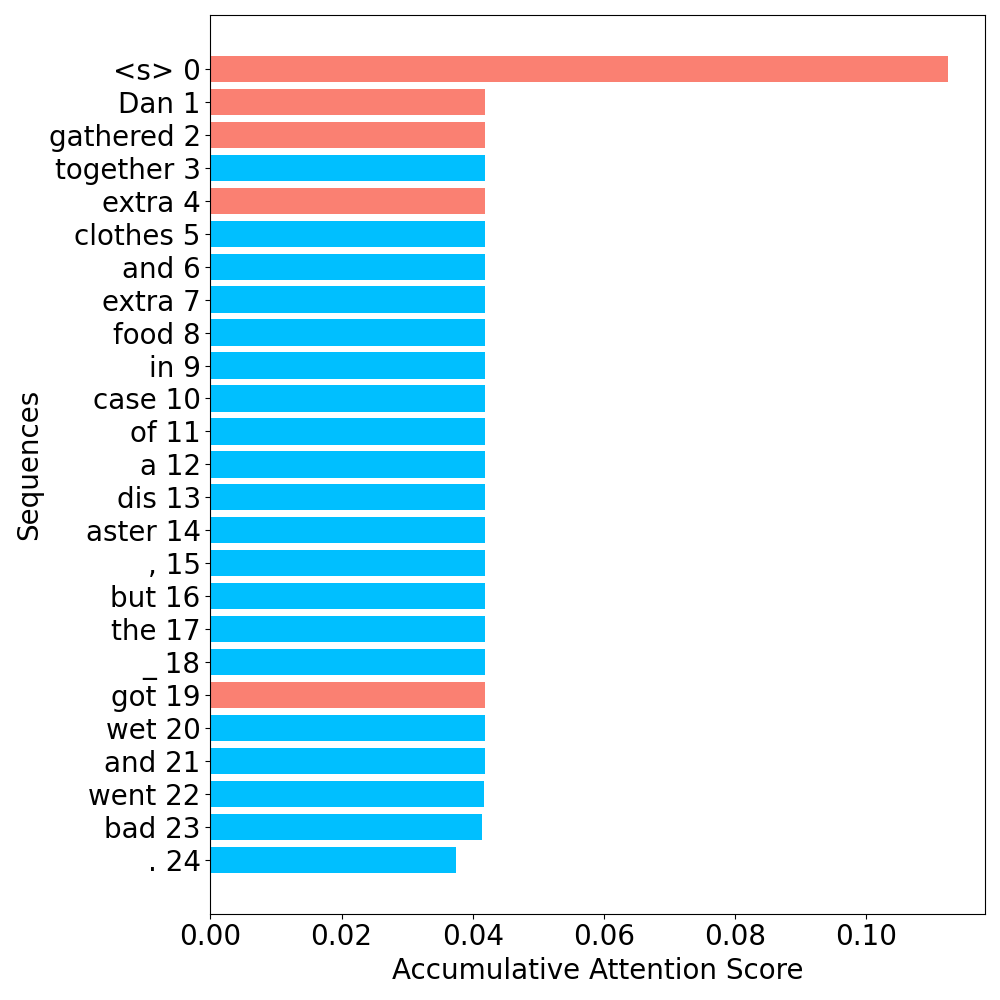 <s> 0
Dan 1
gathered 2
together 3
extra 4
clothes 5
and 6
extra 7
food 8
in 9
case 10
of 11
a 12
dis 13
aster 14
, 15
but 16
the 17
_ 18
got 19
wet 20
and 21
went 22
bad 23
. 24
Sequences
0.00 0.02 0.04 0.06 0.08 0.10
Accumulative Attention Score